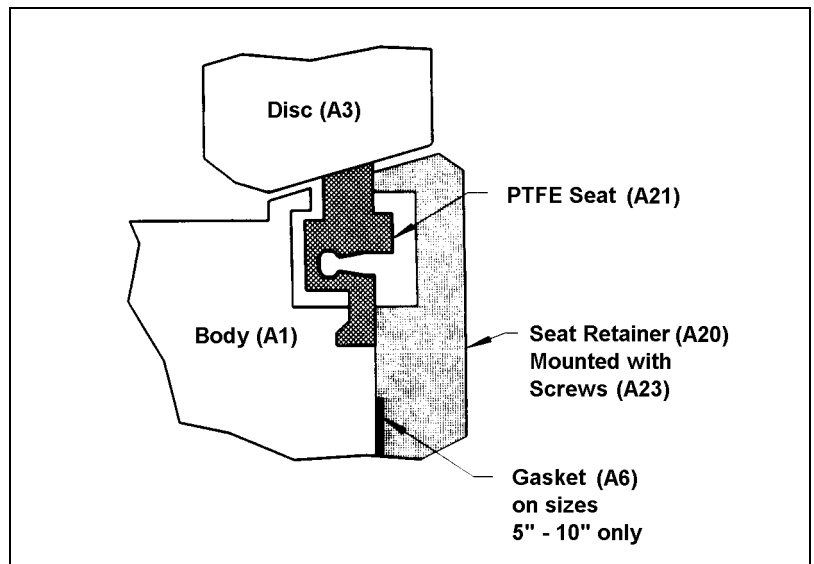 Disc (A3)
PTFE Seat (A21)
Body (A1)
Seat Retainer (A20)
Mounted with
Screws (A23)
Gasket (A6)
on sizes
5" - 10" only